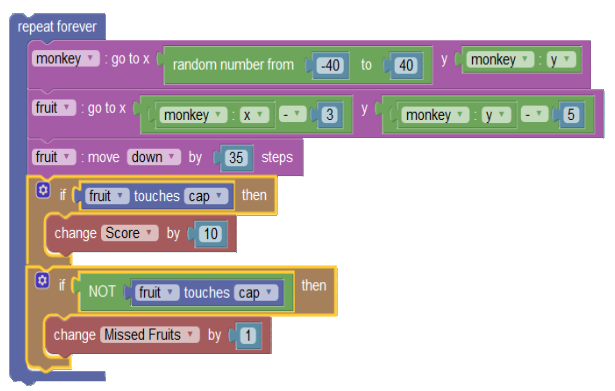 repeat forever
monkey : go to x random number from -40 to 40 y monkey : y
fruit : go to x monkey : x - 3 y monkey : y - 5
fruit : move down by 35 steps
if fruit touches cap then
change Score by 10
if NOT fruit touches cap then
change Missed Fruits by 1